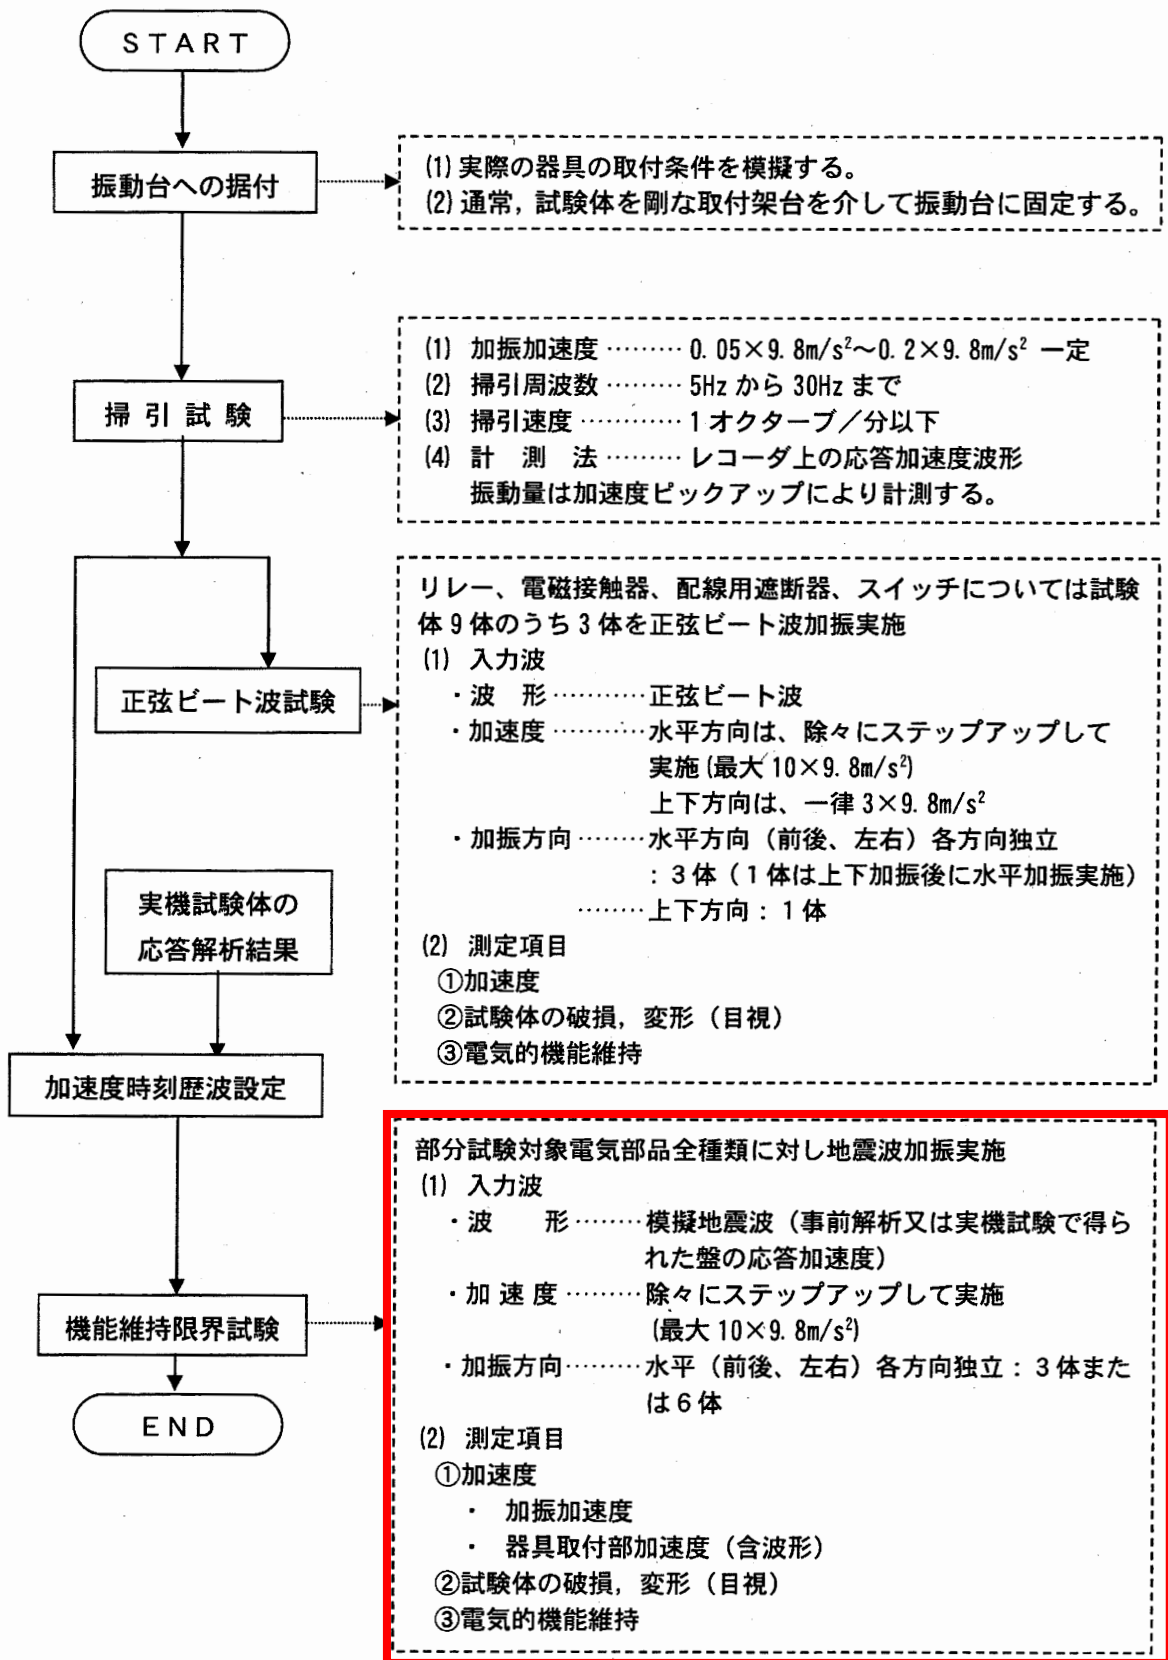 START
振動台への据付
(1) 実際の器具の取付条件を模擬する。
(2) 通常, 試験体を剛な取付架台を介して振動台に固定する。
掃引試験
(1) 加振加速度 ……… 0.05×9.8m/s²～0.2×9.8m/s² 一定
(2) 掃引周波数 ……… 5Hz から 30Hz まで
(3) 掃引速度 ………… 1オクターブ／分以下
(4) 計 測 法 ……… レコーダ上の応答加速度波形
振動量は加速度ピックアップにより計測する。
正弦ビート波試験
リレー、電磁接触器、配線用遮断器、スイッチについては試験
体9体のうち3体を正弦ビート波加振実施
(1) 入力波
・波 形 ………… 正弦ビート波
・加速度 ………… 水平方向は、除々にステップアップして
実施(最大10×9.8m/s²)
上下方向は、一律3×9.8m/s²
・加振方向 ……… 水平方向（前後、左右）各方向独立
：3体（1体は上下加振後に水平加振実施）
……… 上下方向：1体
(2) 測定項目
①加速度
②試験体の破損, 変形（目視）
③電気的機能維持
実機試験体の
応答解析結果
加速度時刻歴波設定
機能維持限界試験
部分試験対象電気部品全種類に対し地震波加振実施
(1) 入力波
・波 形 ……… 模擬地震波（事前解析又は実機試験で得ら
れた盤の応答加速度）
・加 速 度 ……… 除々にステップアップして実施
(最大10×9.8m/s²)
・加振方向 ……… 水平（前後、左右）各方向独立：3体また
は6体
(2) 測定項目
①加速度
・ 加振加速度
・ 器具取付部加速度（含波形）
②試験体の破損, 変形（目視）
③電気的機能維持
END